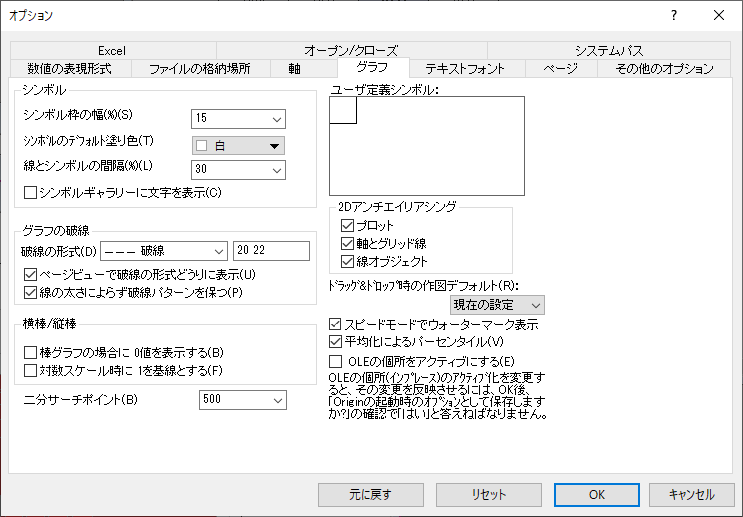 オプション
?
Excel
オープン/クローズ
システムパス
数値の表現形式
ファイルの格納場所
軸
グラフ
テキストフォント
ページ
その他のオプション
シンボル
シンボル枠の幅(%)(S)
15
シンボルのデフォルト塗り色(T)
白
線とシンボルの間隔(%)(L)
30
シンボルギャラリーに文字を表示(C)
グラフの破線
破線の形式(D)
破線
20 22
ページビューで破線の形式どうりに表示(U)
線の太さによらず破線パターンを保つ(P)
横棒/縦棒
棒グラフの場合に 0値を表示する(B)
対数スケール時に 1を基線とする(F)
二分サーチポイント(B)
500
ユーザ定義シンボル:
2Dアンチエイリアシング
プロット
軸とグリッド線
線オブジェクト
ドラッグ&ドロップ時の作図デフォルト(R):
現在の設定
スピードモードでウォーターマーク表示
平均化によるパーセンタイル(V)
OLEの個所をアクティブにする(E)
OLEの個所(インプレース)のアクティブ化を変更す
ると、その変更を反映させるには、OK後、
「Originの起動時のオプションとして保存します
か?」の確認で「はい」と答えねばなりません。
元に戻す
リセット
OK
キャンセル